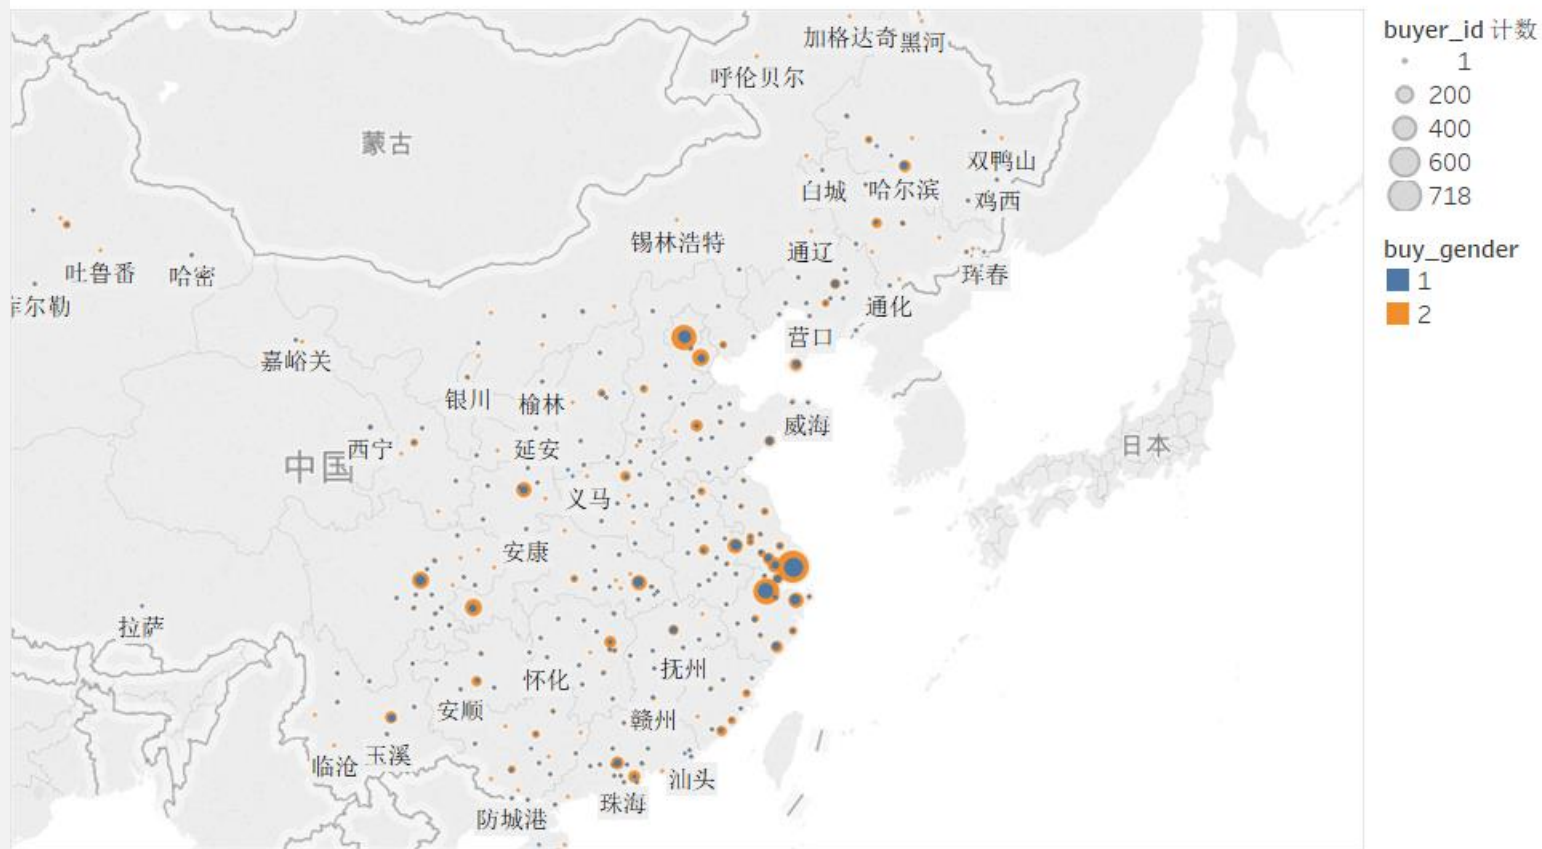 加格达奇
黑河
呼伦贝尔
蒙古
双鸭山
白城
哈尔滨
鸡西
锡林浩特
通辽
吐鲁番
哈密
珲春
库尔勒
通化
营口
嘉峪关
银川
榆林
威海
西宁
延安
日本
中国
义马
安康
拉萨
抚州
怀化
安顺
赣州
玉溪
临沧
汕头
珠海
防城港
buyer_id 计数
1
200
400
600
718
buy_gender
1
2